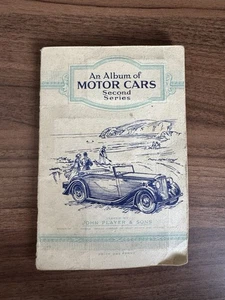 An Album of
MOTOR CARS
Second
Series
JOHN PLAYER & SONS